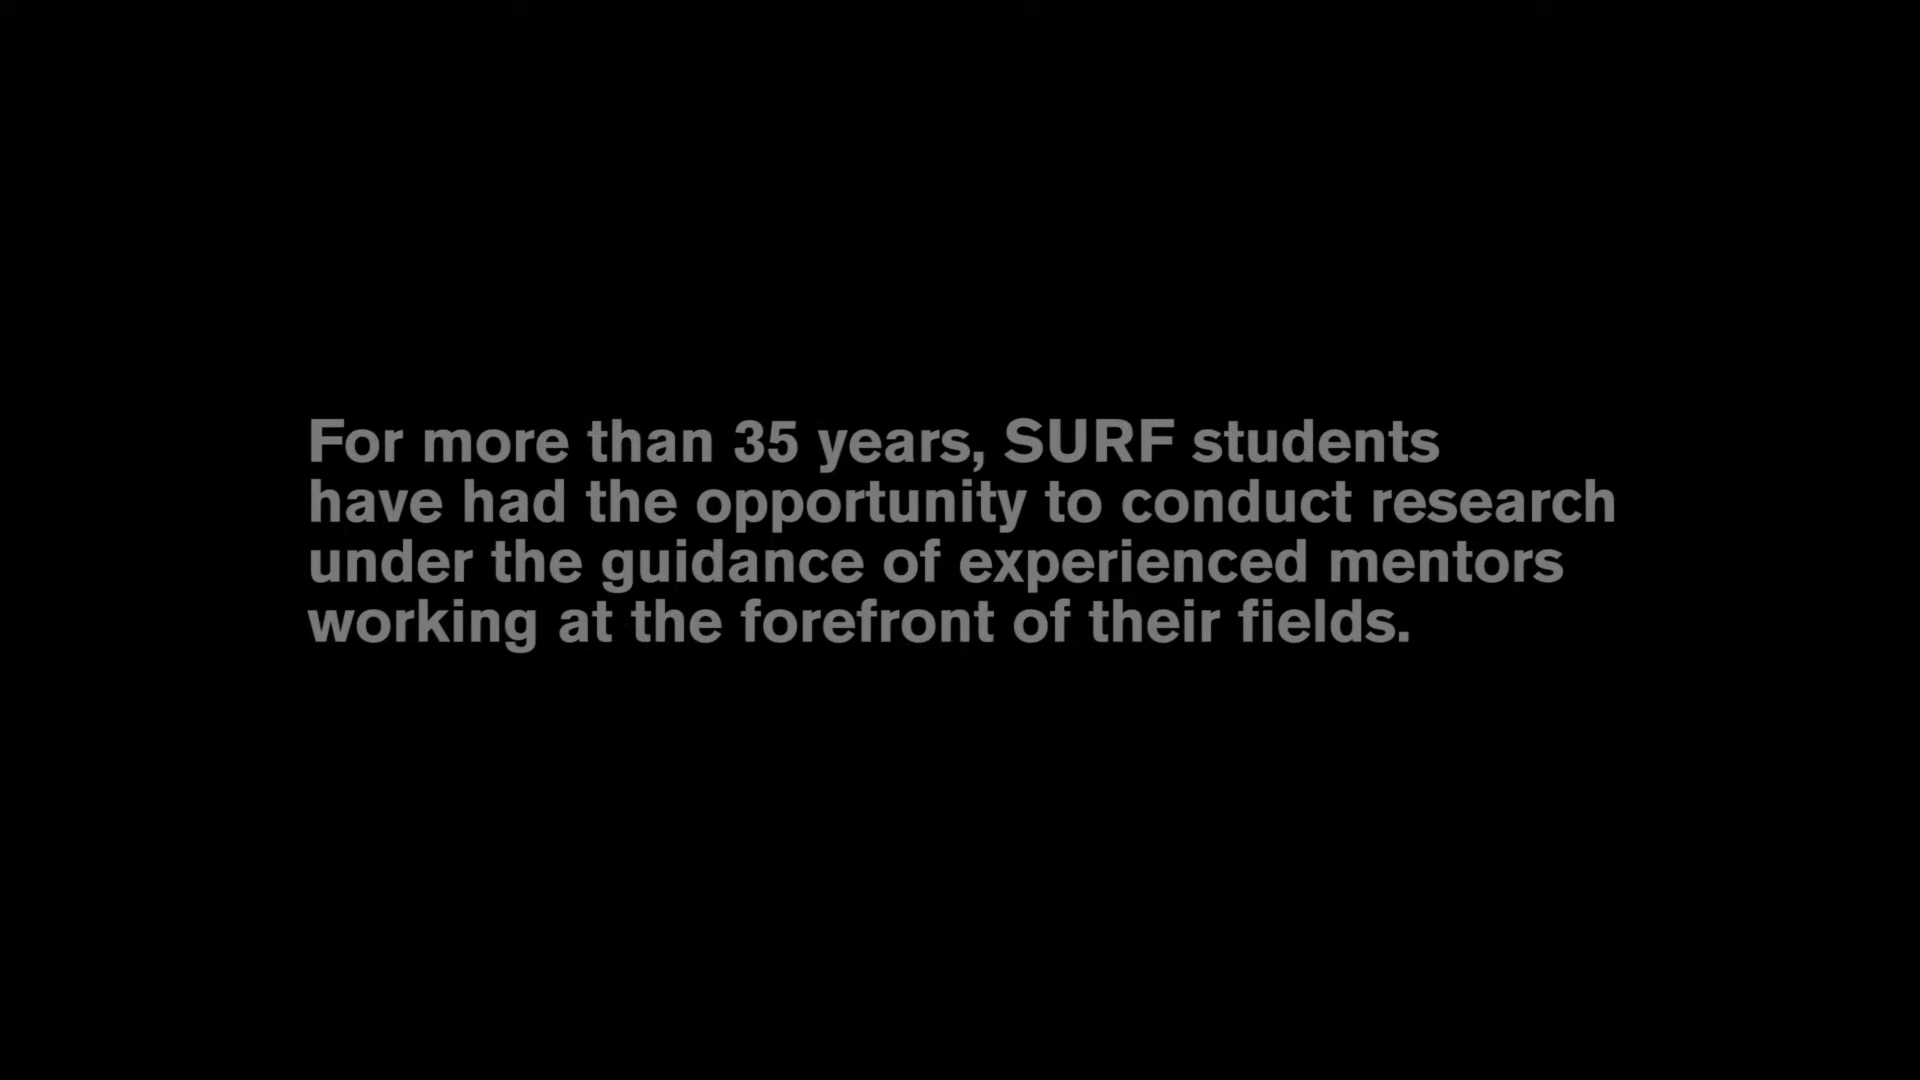 For more than 35 years, SURF students
have had the opportunity to conduct research
under the guidance of experienced mentors
working at the forefront of their fields.